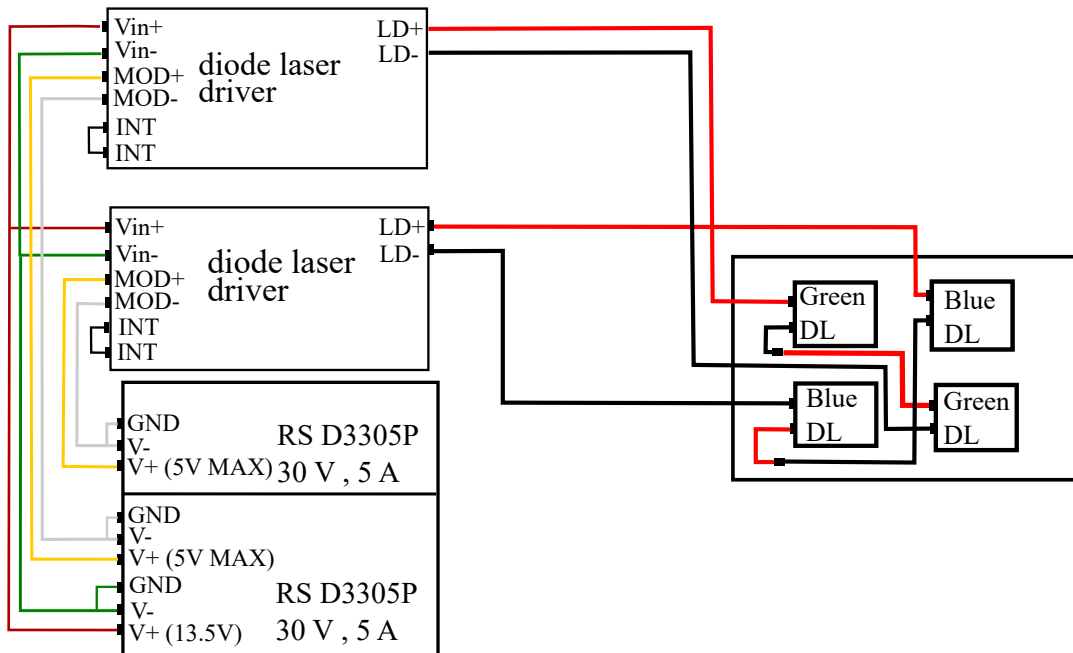 Vin+
Vin-
MOD+
MOD-
INT
INT
diode laser
driver
LD+
LD-
Vin+
Vin-
MOD+
MOD-
INT
INT
diode laser
driver
LD+
LD-
GND
V-
V+ (5V MAX)
RS D3305P
30 V , 5 A
GND
V-
V+ (5V MAX)
GND
V-
V+ (13.5V)
RS D3305P
30 V , 5 A
Green
DL
Blue
DL
Blue
DL
Green
DL